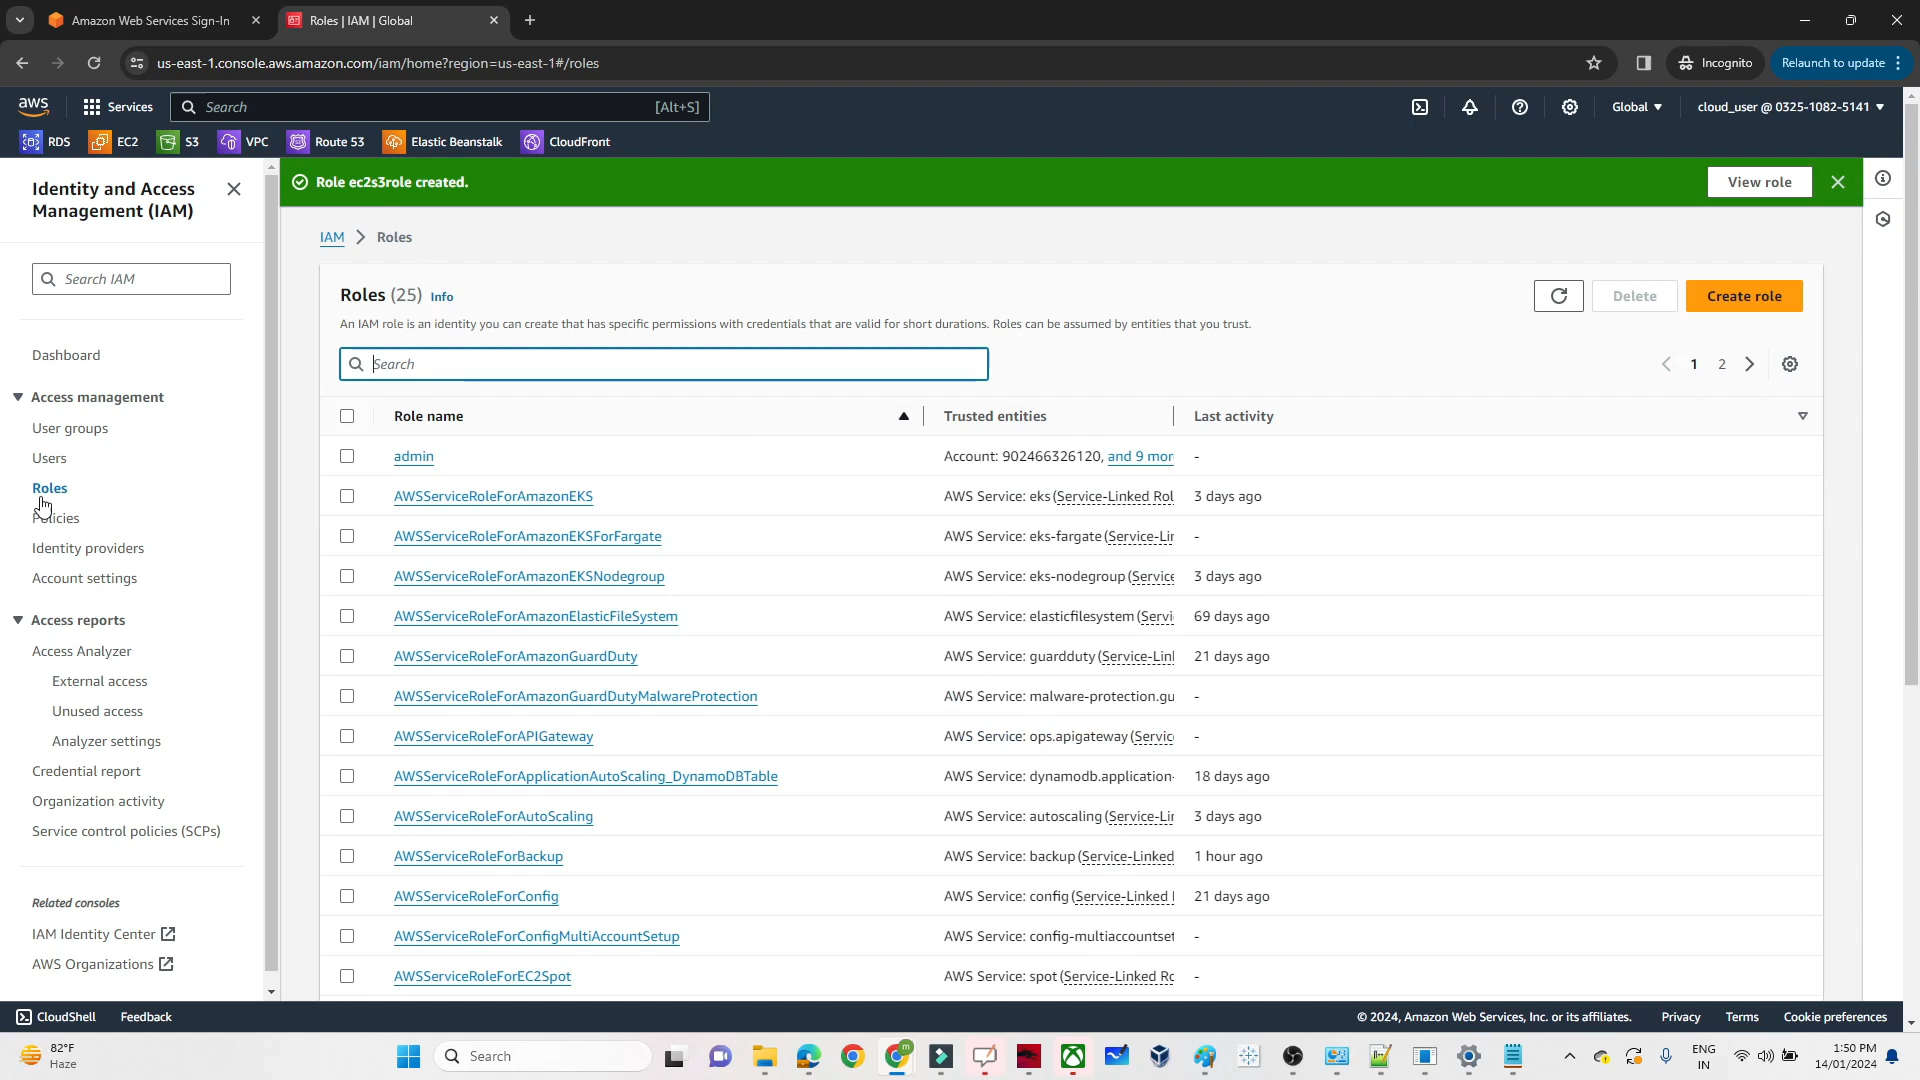 Amazon Web Services Sign-In
Roles | IAM | Global
us-east-1.console.aws.amazon.com/iam/home?region=us-east-1#/roles
Incognito
Relaunch to update
aws
Services
Search
[Alt+S]
Global
cloud_user @ 0325-1082-5141
RDS
EC2
S3
VPC
Route 53
Elastic Beanstalk
CloudFront
Identity and Access
Management (IAM)
Search IAM
Dashboard
Access management
User groups
Users
Roles
Policies
Identity providers
Account settings
Access reports
Access Analyzer
External access
Unused access
Analyzer settings
Credential report
Organization activity
Service control policies (SCPs)
Related consoles
IAM Identity Center
AWS Organizations
Role ec2s3role created.
View role
IAM > Roles
Roles (25) Info
Delete
Create role
An IAM role is an identity you can create that has specific permissions with credentials that are valid for short durations. Roles can be assumed by entities that you trust.
Search
1 2
Role name Trusted entities Last activity
admin Account: 902466326120, and 9 mor -
AWSServiceRoleForAmazonEKS AWS Service: eks (Service-Linked Rol 3 days ago
AWSServiceRoleForAmazonEKSForFargate AWS Service: eks-fargate (Service-Lin -
AWSServiceRoleForAmazonEKSNodegroup AWS Service: eks-nodegroup (Service 3 days ago
AWSServiceRoleForAmazonElasticFileSystem AWS Service: elasticfilesystem (Servi 69 days ago
AWSServiceRoleForAmazonGuardDuty AWS Service: guardduty (Service-Linl 21 days ago
AWSServiceRoleForAmazonGuardDutyMalwareProtection AWS Service: malware-protection.gu -
AWSServiceRoleForAPIGateway AWS Service: ops.apigateway (Servic -
AWSServiceRoleForApplicationAutoScaling_DynamoDBTable AWS Service: dynamodb.application- 18 days ago
AWSServiceRoleForAutoScaling AWS Service: autoscaling (Service-Lin 3 days ago
AWSServiceRoleForBackup AWS Service: backup (Service-Linked 1 hour ago
AWSServiceRoleForConfig AWS Service: config (Service-Linked 21 days ago
AWSServiceRoleForConfigMultiAccountSetup AWS Service: config-multiaccountset -
AWSServiceRoleForEC2Spot AWS Service: spot (Service-Linked Rc -
CloudShell
Feedback
© 2024, Amazon Web Services, Inc. or its affiliates.
Privacy
Terms
Cookie preferences
82°F
Haze
Search
ENG
IN
1:50 PM
14/01/2024